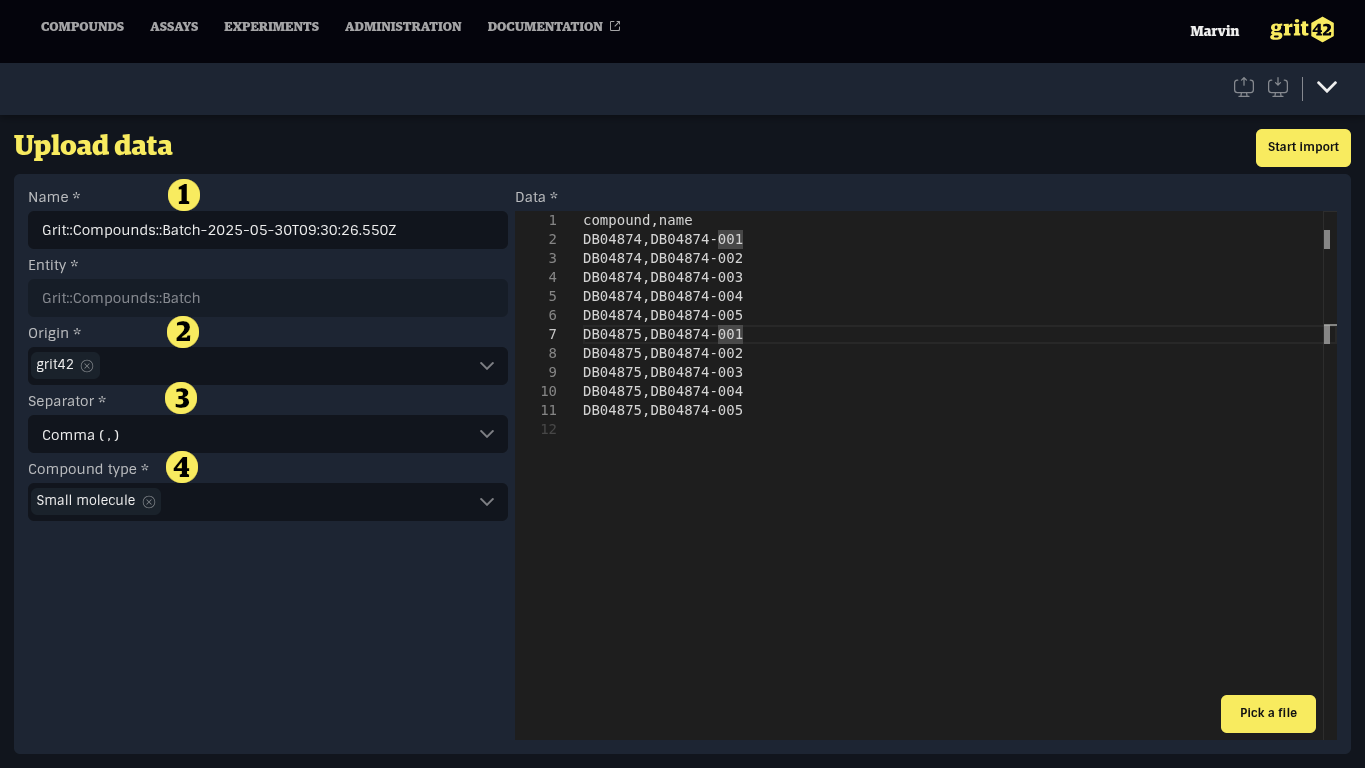 COMPOUNDS ASSAYS EXPERIMENTS ADMINISTRATION DOCUMENTATION Marvin grit42
Upload data
Start import
Name * 1
Grit::Compounds::Batch-2025-05-30T09:30:26.550Z
Entity *
Grit::Compounds::Batch
Origin * 2
grit42
Separator * 3
Comma ( , )
Compound type * 4
Small molecule
Data *
1 compound,name
2 DB04874,DB04874-001
3 DB04874,DB04874-002
4 DB04874,DB04874-003
5 DB04874,DB04874-004
6 DB04874,DB04874-005
7 DB04875,DB04874-001
8 DB04875,DB04874-002
9 DB04875,DB04874-003
10 DB04875,DB04874-004
11 DB04875,DB04874-005
12
Pick a file